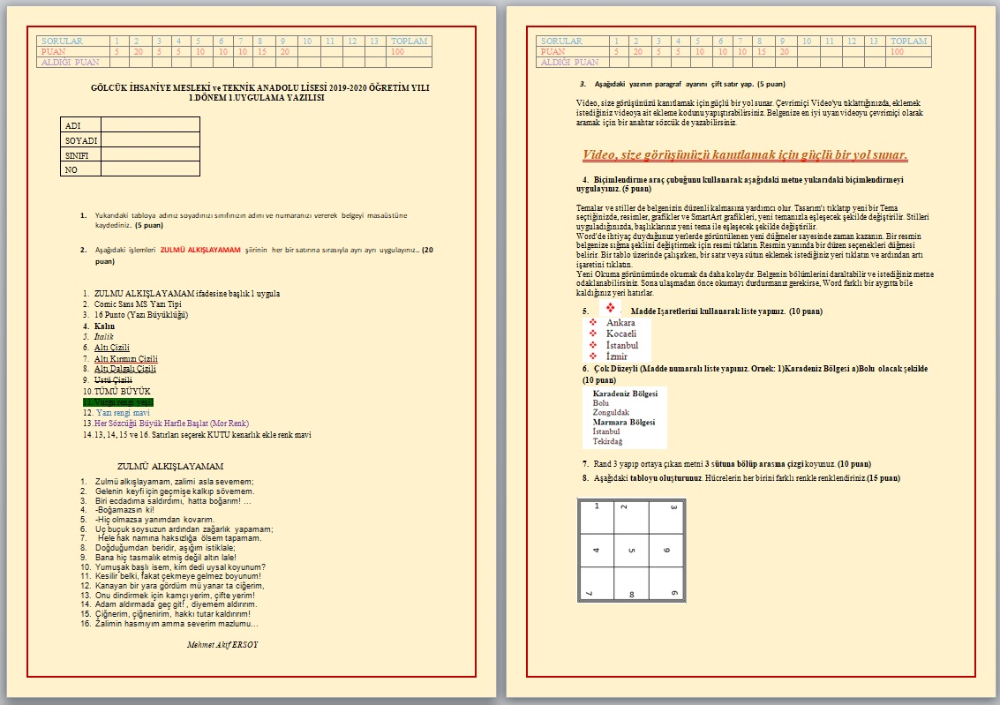 SORULAR 1 2 3 4 5 6 7 8 9 10 11 12 13 TOPLAM
PUAN 5 20 5 5 10 10 10 15 20 100
ALDIĞI PUAN
GÖLCÜK İHSANİYE MESLEKİ ve TEKNİK ANADOLU LİSESİ 2019-2020 ÖĞRETİM YILI
1.DÖNEM 1.UYGULAMA YAZILISI
ADI
SOYADI
SINIFI
NO
1. Yukarıdaki tabloya adınız soyadınızı sınıfınızın adını ve numaranızı vererek belgeyi masaüstüne
kaydediniz. (5 puan)
2. Aşağıdaki işlemleri ZULMÜ ALKIŞLAYAMAM şiirinin her bir satırına sırasıyla ayrı ayrı uygulayınız.. (20
puan)
1. ZULMU ALKIŞLAYAMAM ifadesine başlık 1 uygula
2. Comic Sans MS Yazı Tipi
3. 16 Punto (Yazı Büyüklüğü)
4. Kalın
5. İtalik
6. Altı Çizili
7. Altı Kırmızı Çizili
8. Altı Dalgalı Çizili
9. Üstü Çizili
10. TÜMÜ BÜYÜK
11. Vurgu rengi yeşil
12. Yazı rengi mavi
13. Her Sözcüğü Büyük Harfle Başlat (Mor Renk)
14. 13, 14, 15 ve 16. Satırları seçerek KUTU kenarlık ekle renk mavi
ZULMÜ ALKIŞLAYAMAM
1. Zulmü alkışlayamam, zalimi asla sevemem;
2. Gelenin keyfi için geçmişe kalkıp sövemem.
3. Biri ecdadıma saldırdımı, hatta boğarım! ...
4. -Boğamazsın ki!
5. -Hiç olmazsa yanımdan kovarım.
6. Üç buçuk soysuzun ardından zağarlık yapamam;
7. Hele hak namına haksızlığa ölsem tapamam.
8. Doğduğumdan beridir, aşığım istiklale;
9. Bana hiç tasmalık etmiş değil altın lale!
10. Yumuşak başlı isem, kim dedi uysal koyunum?
11. Kesilir belki, fakat çekmeye gelmez boyunum!
12. Kanayan bir yara gördüm mü yanar ta ciğerim,
13. Onu dindirmek için kamçı yerim, çifte yerim!
14. Adam aldırmada geç git! , diyemem aldırırım.
15. Çiğnerim, çiğnenirim, hakkı tutar kaldırırım!
16. Zalimin hasmıyım amma severim mazlumu...
Mehmet Akif ERSOY
SORULAR 1 2 3 4 5 6 7 8 9 10 11 12 13 TOPLAM
PUAN 5 20 5 5 10 10 10 15 20 100
ALDIĞI PUAN
3. Aşağıdaki yazının paragraf ayarını çift satır yap. (5 puan)
Video, size görüşünüzü kanıtlamak için güçlü bir yol sunar. Çevrimiçi Video'yu tıklattığınızda, eklemek
istediğiniz videoya ait ekleme kodunu yapıştırabilirsiniz. Belgenize en iyi uyan videoyu çevrimiçi olarak
aramak için bir anahtar sözcük de yazabilirsiniz.
Video, size görüşünüzü kanıtlamak için güçlü bir yol sunar.
4. Biçimlendirme araç çubuğunu kullanarak aşağıdaki metne yukarıdaki biçimlendirmeyi
uygulayınız. (5 puan)
Temalar ve stiller de belgenizin düzenli kalmasına yardımcı olur. Tasarım'ı tıklatıp yeni bir Tema
seçtiğinizde, resimler, grafikler ve SmartArt grafikleri, yeni temanızla eşleşecek şekilde değiştirilir. Stilleri
uyguladığınızda, başlıklarınız yeni tema ile eşleşecek şekilde değiştirilir.
Word'de ihtiyaç duyduğunuz yerlerde görüntülenen yeni düğmeler sayesinde zaman kazanın. Bir resmin
belgenize sığma şeklini değiştirmek için resmi tıklatın. Resmin yanında bir düzen seçenekleri düğmesi
belirir. Bir tablo üzerinde çalışırken, bir satır veya sütun eklemek istediğiniz yeri tıklatın ve ardından artı
işaretini tıklatın.
Yeni Okuma görünümünde okumak da daha kolaydır. Belgenin bölümlerini daraltabilir ve istediğiniz metne
odaklanabilirsiniz. Sona ulaşmadan önce okumayı durdurmanız gerekirse, Word farklı bir aygıtta bile
kaldığınız yeri hatırlar.
5. ❖ Madde İşaretlerini kullanarak liste yapınız. (10 puan)
❖ Ankara
❖ Kocaeli
❖ İstanbul
❖ İzmir
6. Çok Düzeyli (Madde numaralı liste yapınız. Ornek: 1)Karadeniz Bölgesi a)Bolu olacak şekilde
(10 puan)
Karadeniz Bölgesi
Bolu
Zonguldak
Marmara Bölgesi
İstanbul
Tekirdağ
7. Rand 3 yapıp ortaya çıkan metni 3 sütuna bölüp arasına çizgi koyunuz. (10 puan)
8. Aşağıdaki tabloyu oluşturunuz. Hücrelerin her birini farklı renkle renklendiriniz.(15 puan)
1 2 3
4 5 6
7 8 9